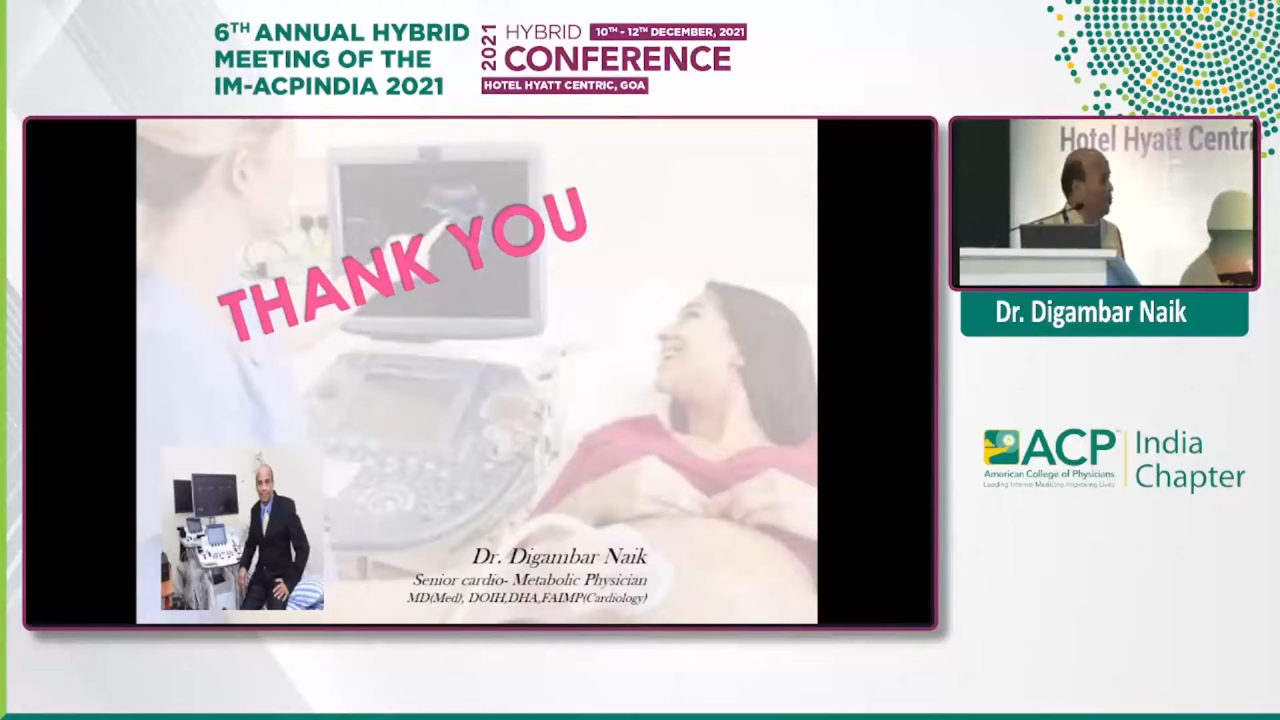 6TH ANNUAL HYBRID
MEETING OF THE
IM-ACPINDIA 2021
2021
HYBRID 10TH - 12TH DECEMBER, 2021
CONFERENCE
HOTEL HYATT CENTRIC, GOA
THANK YOU
Dr. Digambar Naik
Senior cardio- Metabolic Physician
MD(Med), DOIH,DHA,FAIMP(Cardiology)
Hotel Hyatt Centri
Dr. Digambar Naik
ACP
American College of Physicians
Leading Internal Medicine, Improving Lives
India
Chapter